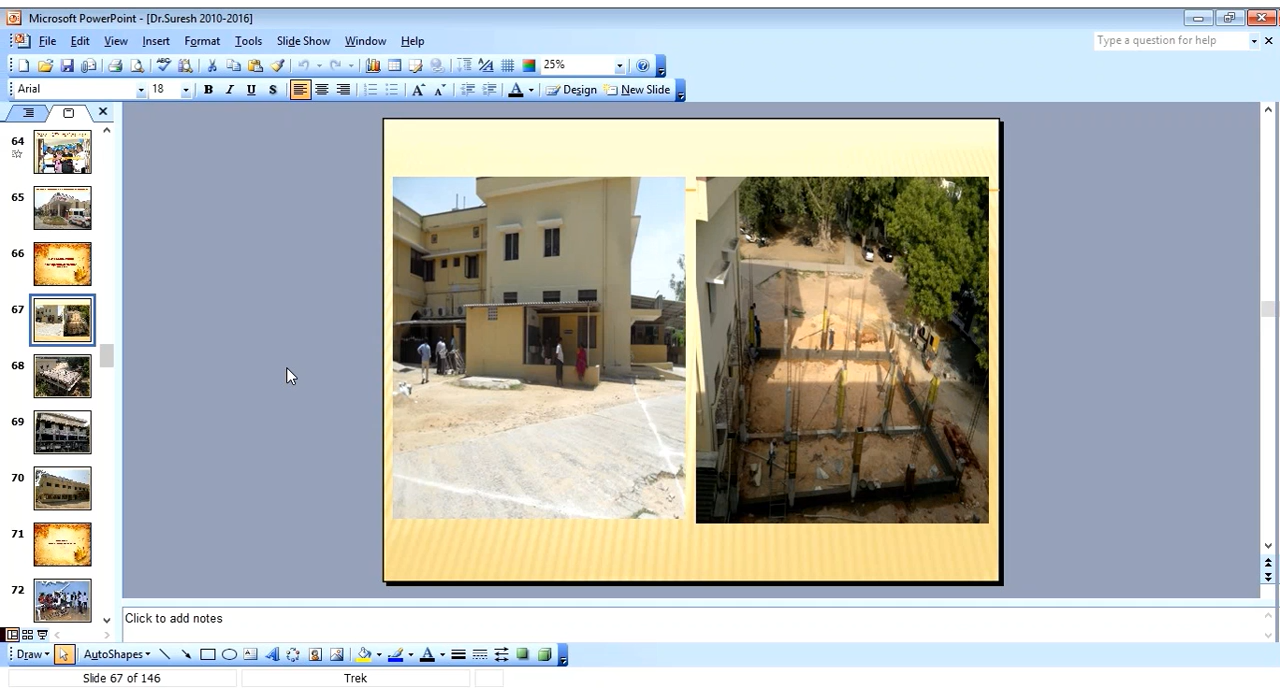 Microsoft PowerPoint - [Dr.Suresh 2010-2016]
File Edit View Insert Format Tools Slide Show Window Help
Type a question for help
25%
Arial 18 B I U S A A A Design New Slide
64
65
66
67
68
69
70
71
72
Click to add notes
Draw AutoShapes A A
Slide 67 of 146 Trek